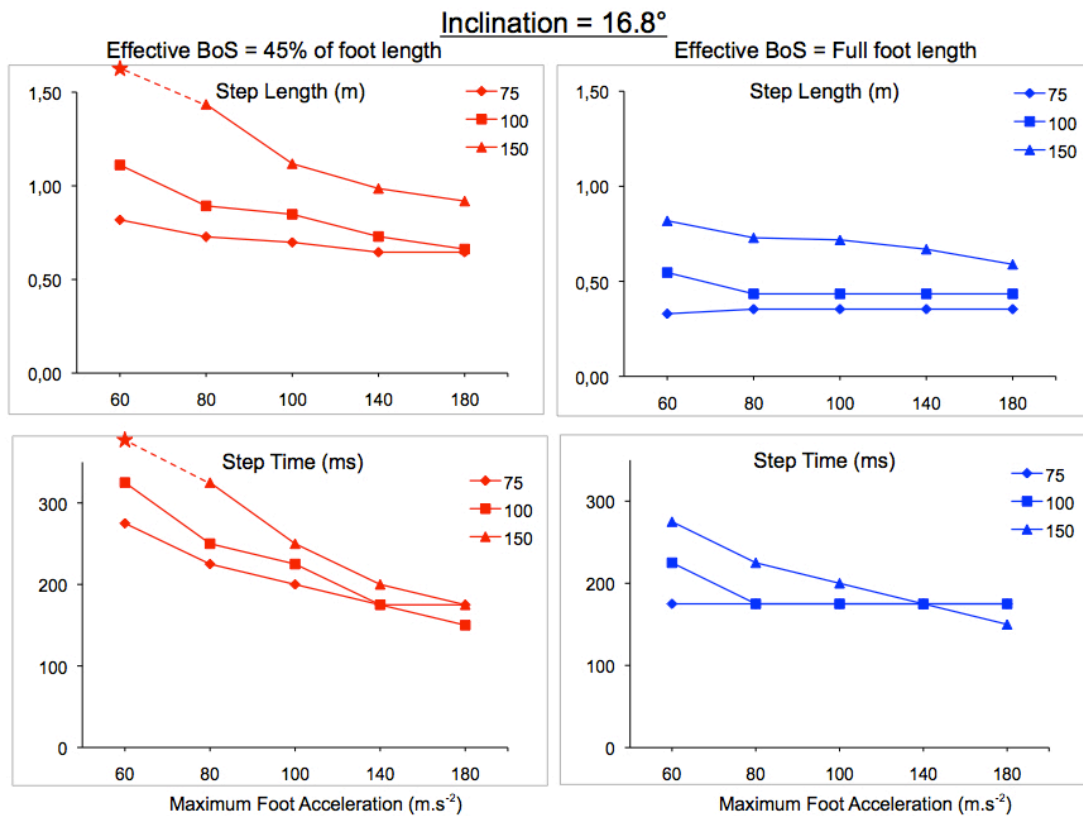 Inclination = 16.8°
Effective BoS = 45% of foot length
Effective BoS = Full foot length
Step Length (m)
75
100
150
1,50
1,00
0,50
0,00
60 80 100 140 180
Step Length (m)
75
100
150
1,50
1,00
0,50
0,00
60 80 100 140 180
Step Time (ms)
75
100
150
300
200
100
0
60 80 100 140 180
Maximum Foot Acceleration (m.s⁻²)
Step Time (ms)
75
100
150
300
200
100
0
60 80 100 140 180
Maximum Foot Acceleration (m.s⁻²)